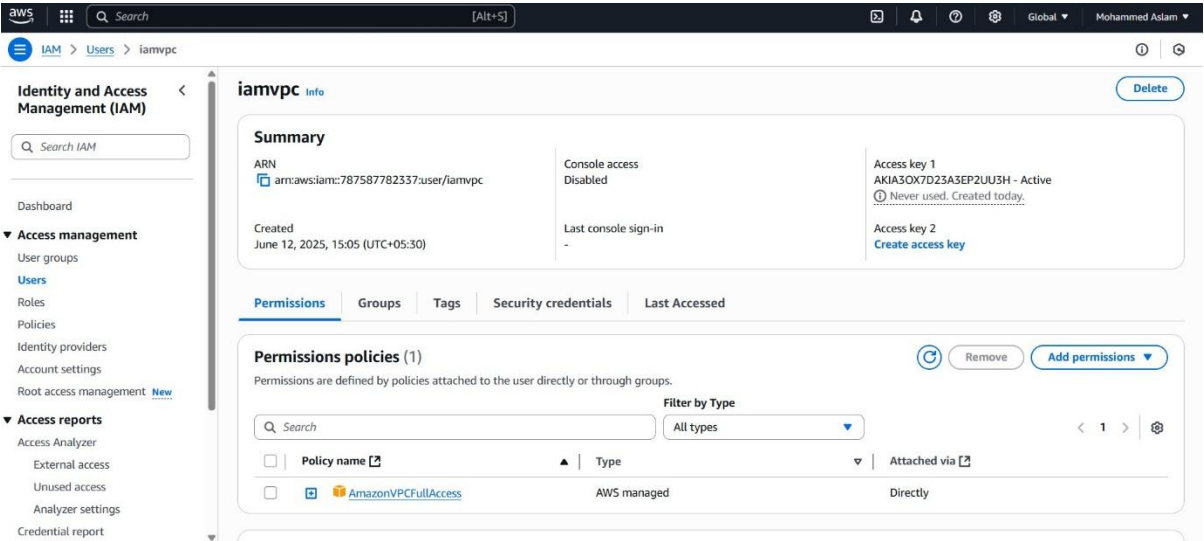 aws Search [Alt+S] Global Mohammed Aslam
IAM > Users > iamvpc
Identity and Access
Management (IAM)
Search IAM
Dashboard
Access management
User groups
Users
Roles
Policies
Identity providers
Account settings
Root access management New
Access reports
Access Analyzer
External access
Unused access
Analyzer settings
Credential report
iamvpc Info
Delete
Summary
ARN
arn:aws:iam::787587782337:user/iamvpc
Created
June 12, 2025, 15:05 (UTC+05:30)
Console access
Disabled
Last console sign-in
-
Access key 1
AKIA3OX7D23A3EP2UU3H - Active
Never used. Created today.
Access key 2
Create access key
Permissions Groups Tags Security credentials Last Accessed
Permissions policies (1)
Remove
Add permissions
Permissions are defined by policies attached to the user directly or through groups.
Filter by Type
Search All types 1
Policy name Type Attached via
AmazonVPCFullAccess AWS managed Directly